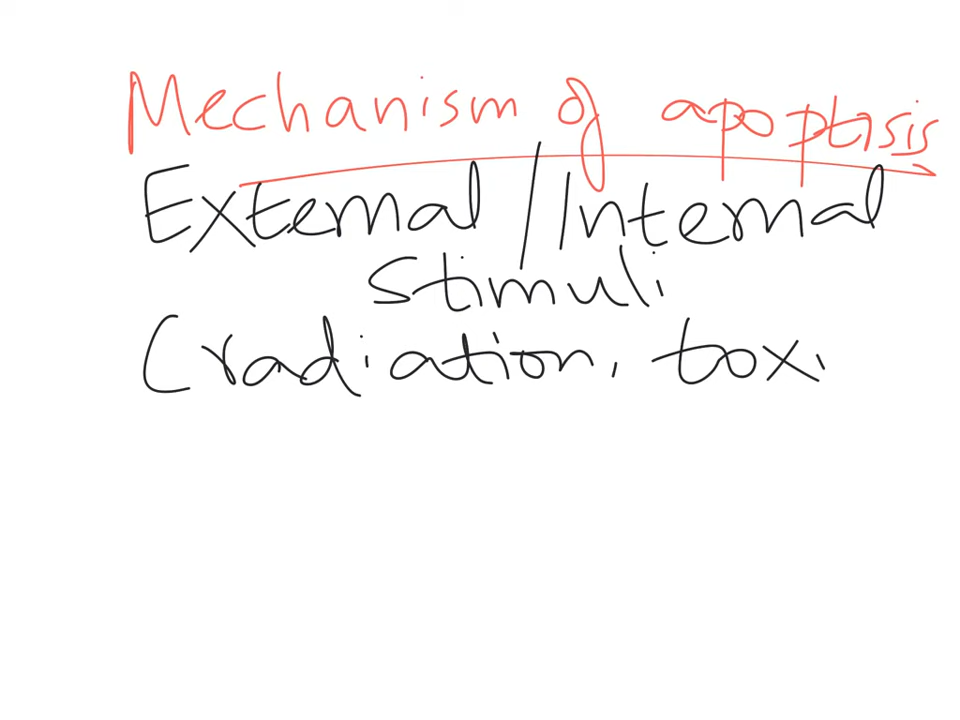 Mechanism of apoptosis
External / Internal
Stimuli
(radiation, toxi